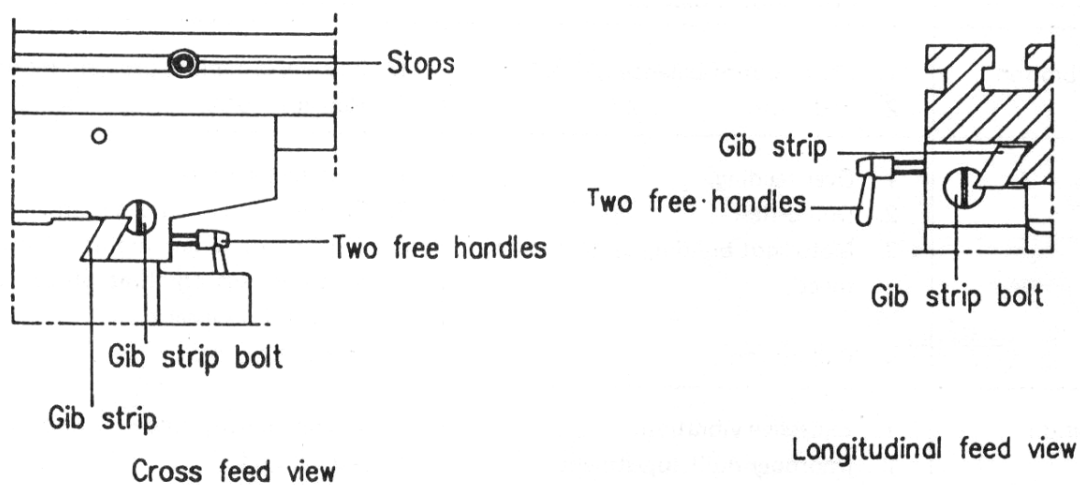 Stops
Two free handles
Gib strip bolt
Gib strip
Cross feed view
Gib strip
Two free·handles
Gib strip bolt
Longitudinal feed view